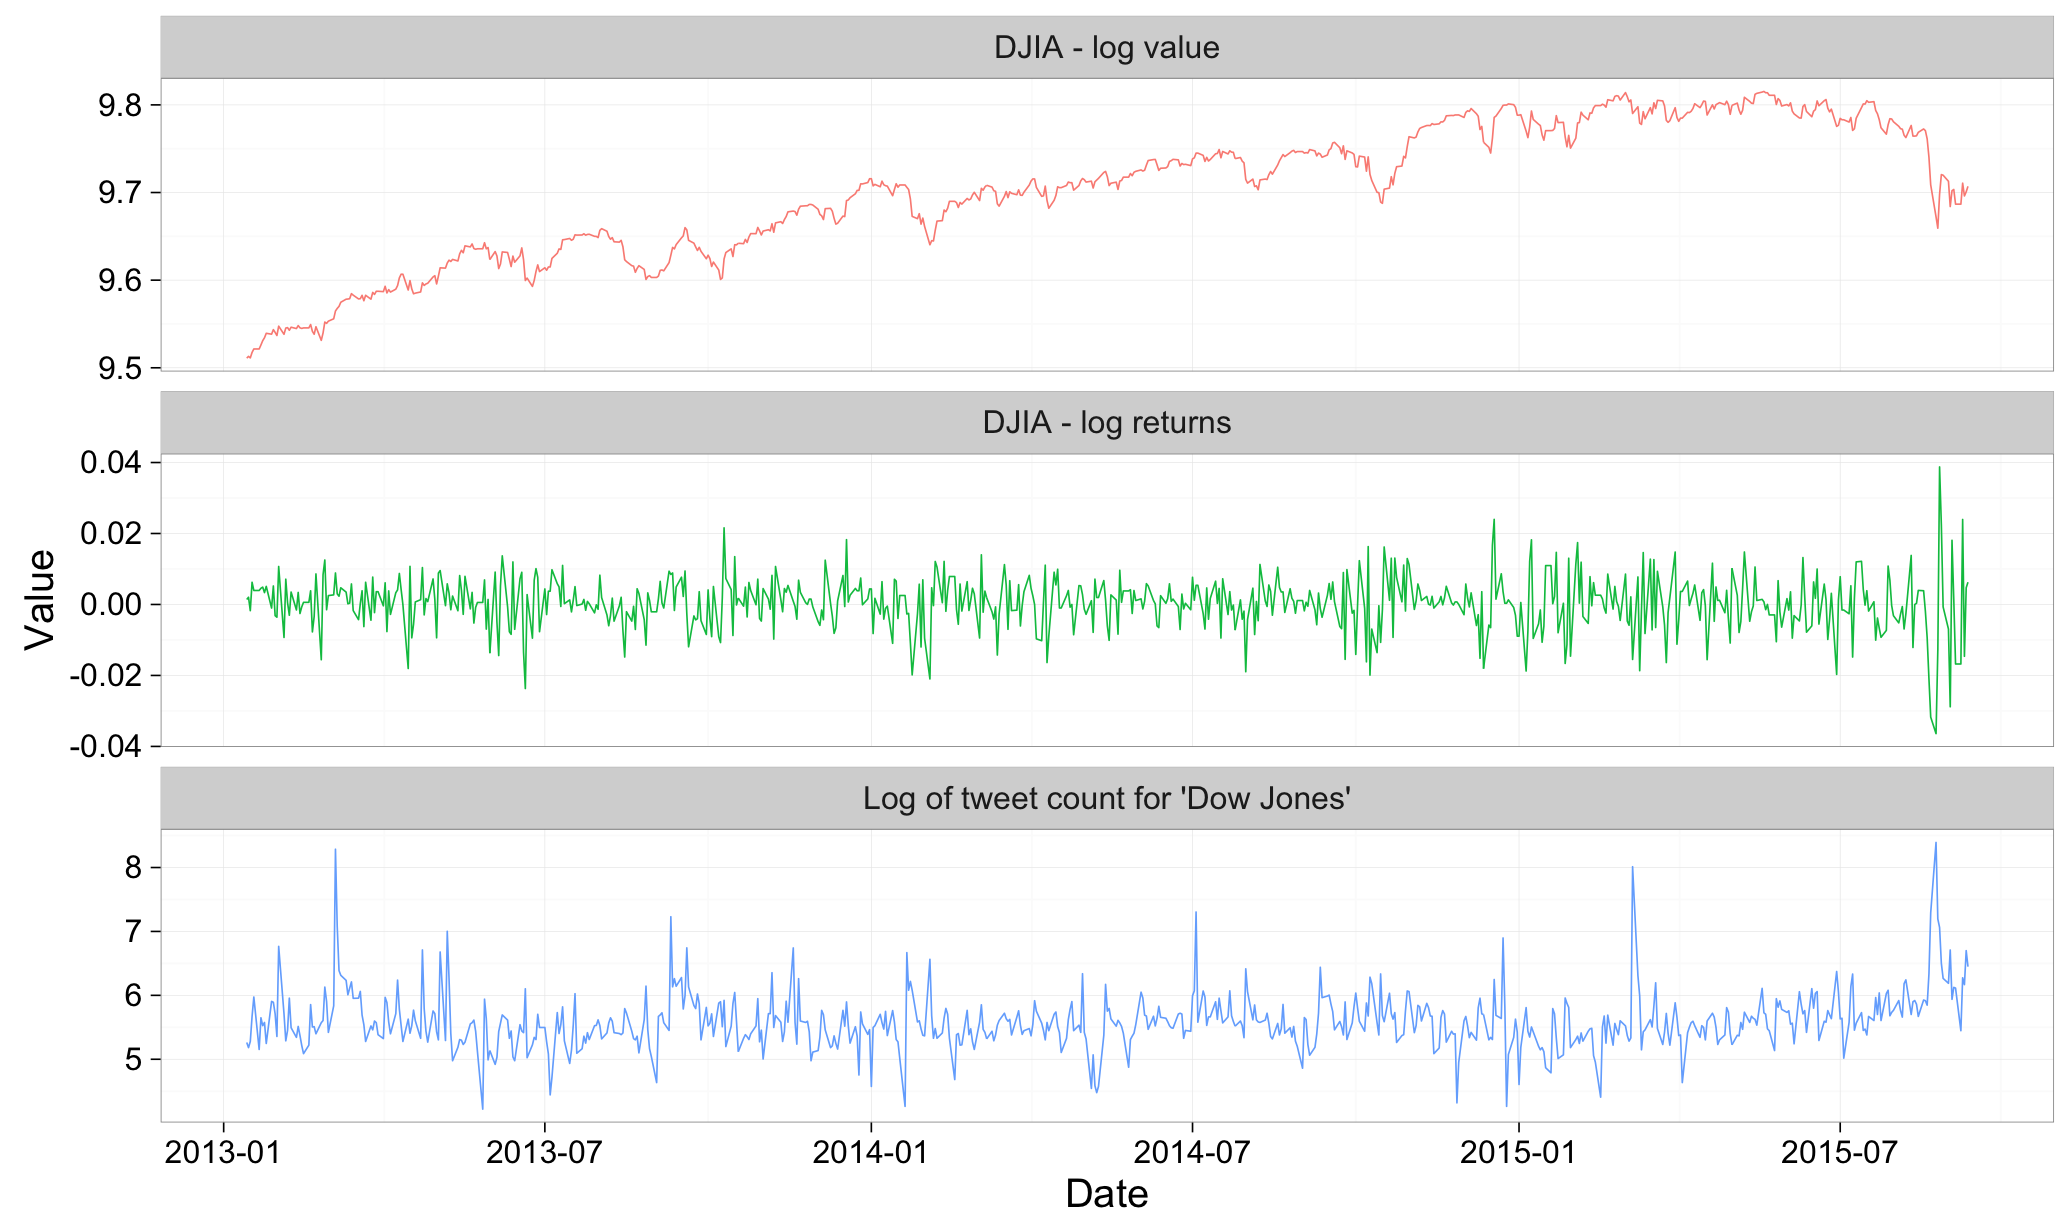 DJIA - log value
9.8
9.7
9.6
9.5
DJIA - log returns
0.04
0.02
0.00
-0.02
-0.04
Value
Log of tweet count for 'Dow Jones'
8
7
6
5
2013-01 2013-07 2014-01 2014-07 2015-01 2015-07
Date